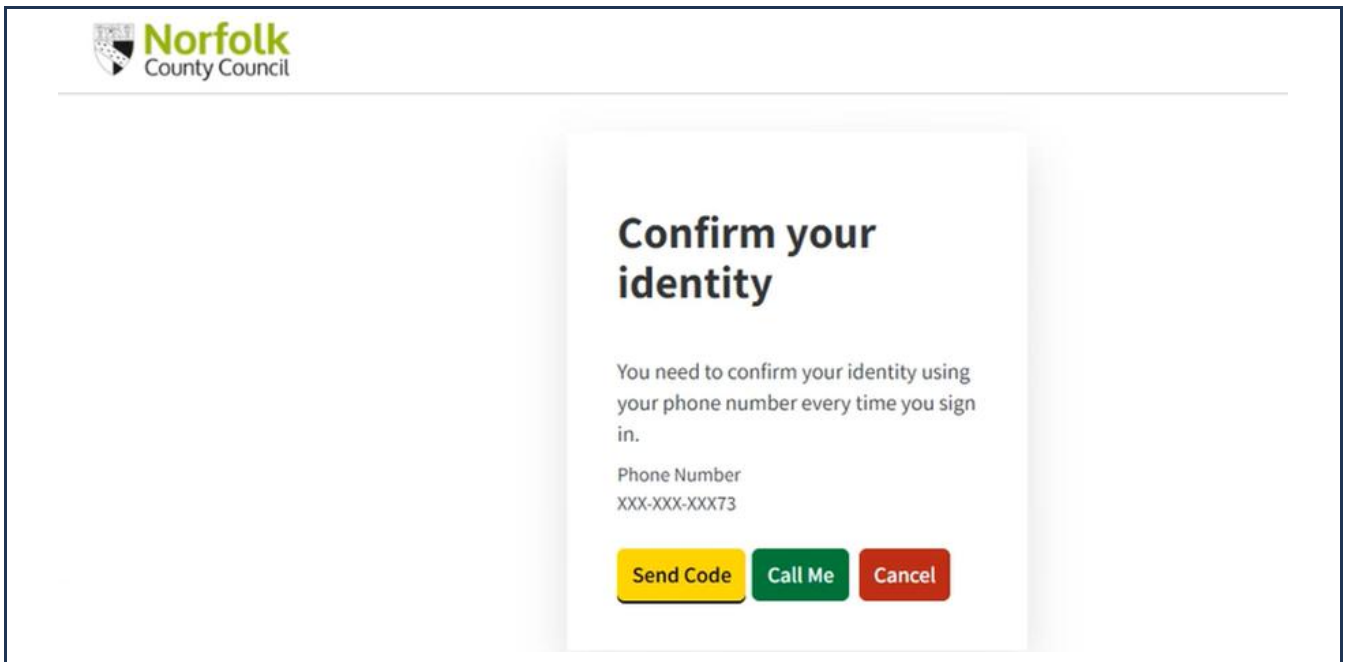 Norfolk
County Council
Confirm your
identity
You need to confirm your identity using
your phone number every time you sign
in.
Phone Number
XXX-XXX-XXX73
Send Code Call Me Cancel